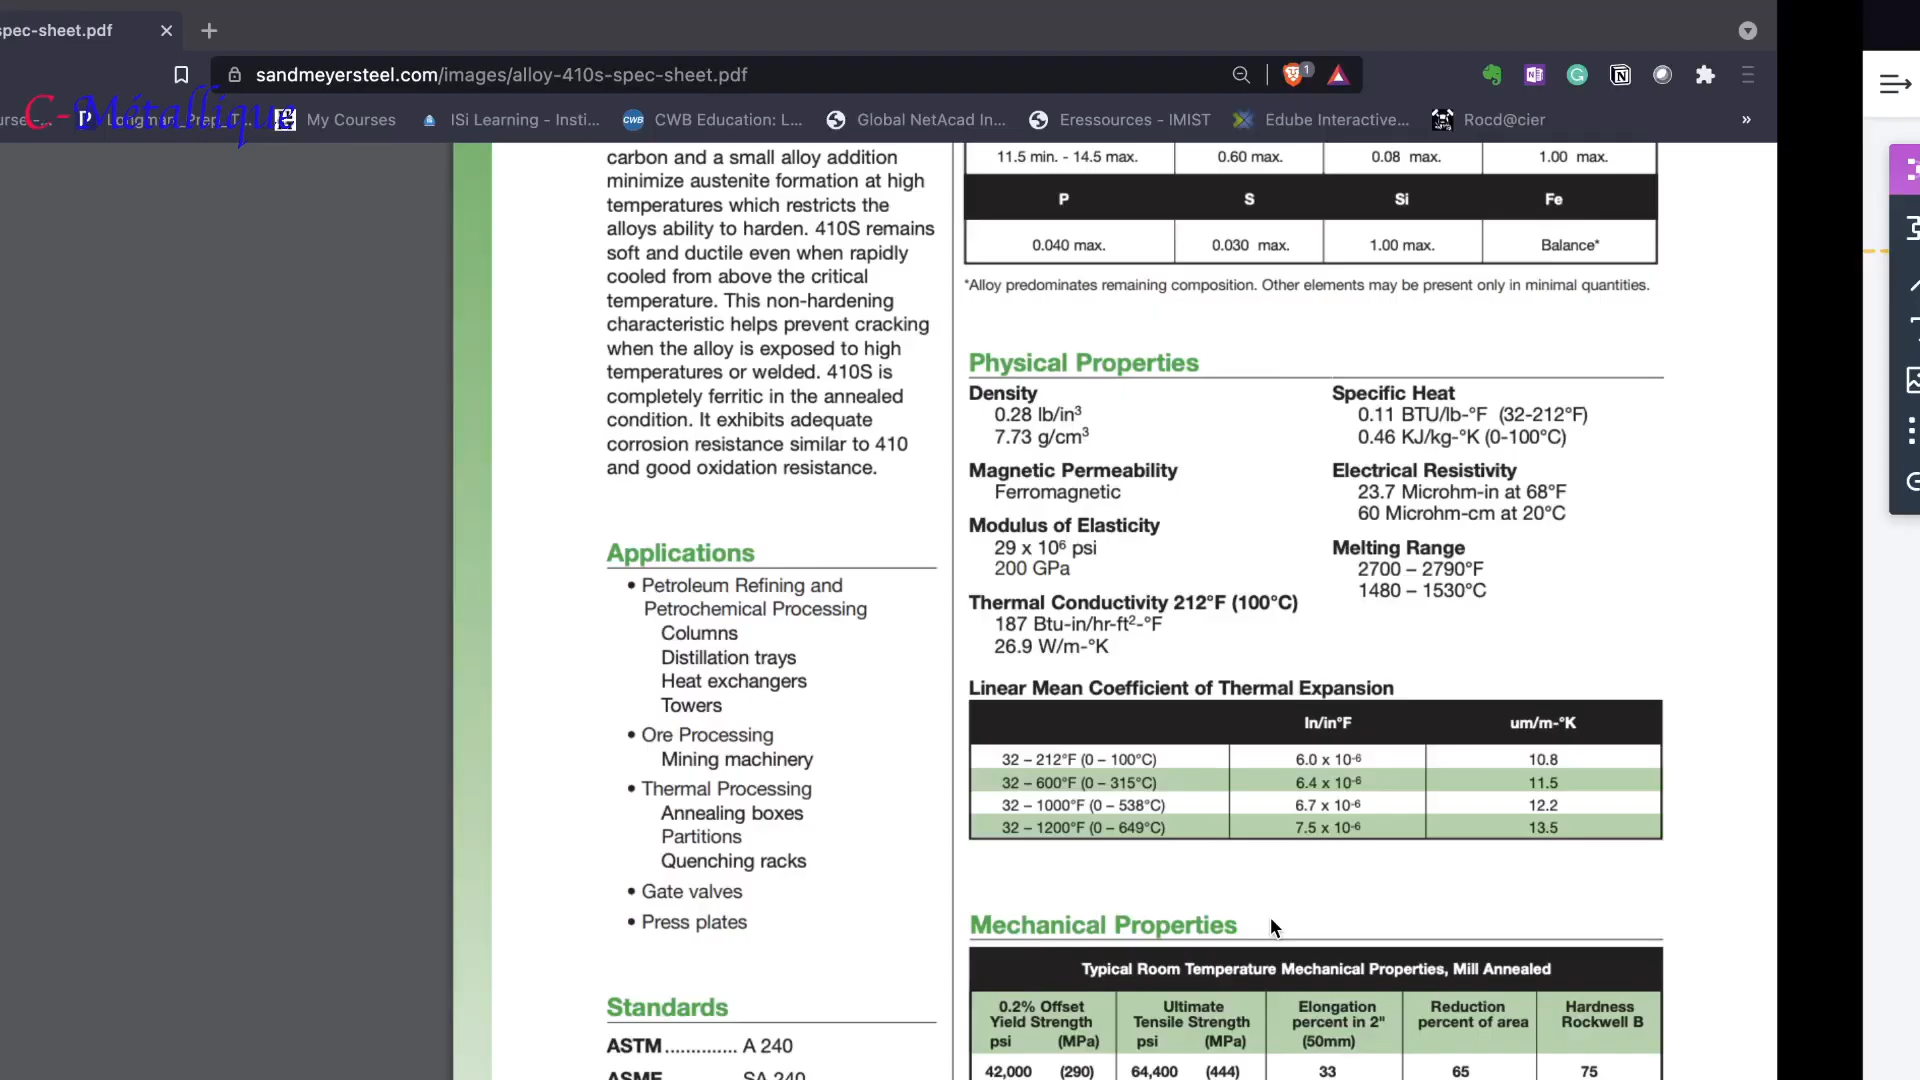 spec-sheet.pdf
sandmeyersteel.com/images/alloy-410s-spec-sheet.pdf
1
C-Métallique
Longman_Prep_T...
My Courses
ISi Learning - Insti...
CWB
CWB Education: L...
Global NetAcad In...
Eressources - IMIST
Edube Interactive...
Rocd@cier
»
carbon and a small alloy addition
minimize austenite formation at high
temperatures which restricts the
alloys ability to harden. 410S remains
soft and ductile even when rapidly
cooled from above the critical
temperature. This non-hardening
characteristic helps prevent cracking
when the alloy is exposed to high
temperatures or welded. 410S is
completely ferritic in the annealed
condition. It exhibits adequate
corrosion resistance similar to 410
and good oxidation resistance.
Applications
• Petroleum Refining and
Petrochemical Processing
Columns
Distillation trays
Heat exchangers
Towers
• Ore Processing
Mining machinery
• Thermal Processing
Annealing boxes
Partitions
Quenching racks
• Gate valves
• Press plates
Standards
ASTM ............. A 240
ASME SA 240
11.5 min. - 14.5 max. 0.60 max. 0.08 max. 1.00 max.
P S Si Fe
0.040 max. 0.030 max. 1.00 max. Balance*
*Alloy predominates remaining composition. Other elements may be present only in minimal quantities.
Physical Properties
Density
0.28 lb/in³
7.73 g/cm³
Magnetic Permeability
Ferromagnetic
Modulus of Elasticity
29 x 10⁶ psi
200 GPa
Thermal Conductivity 212°F (100°C)
187 Btu-in/hr-ft²-°F
26.9 W/m-°K
Specific Heat
0.11 BTU/lb-°F (32-212°F)
0.46 KJ/kg-°K (0-100°C)
Electrical Resistivity
23.7 Microhm-in at 68°F
60 Microhm-cm at 20°C
Melting Range
2700 – 2790°F
1480 – 1530°C
Linear Mean Coefficient of Thermal Expansion
In/in°F um/m-°K
32 – 212°F (0 – 100°C) 6.0 x 10⁻⁶ 10.8
32 – 600°F (0 – 315°C) 6.4 x 10⁻⁶ 11.5
32 – 1000°F (0 – 538°C) 6.7 x 10⁻⁶ 12.2
32 – 1200°F (0 – 649°C) 7.5 x 10⁻⁶ 13.5
Mechanical Properties
Typical Room Temperature Mechanical Properties, Mill Annealed
0.2% Offset Ultimate Elongation Reduction Hardness
Yield Strength Tensile Strength percent in 2" percent of area Rockwell B
psi (MPa) psi (MPa) (50mm)
42,000 (290) 64,400 (444) 33 65 75